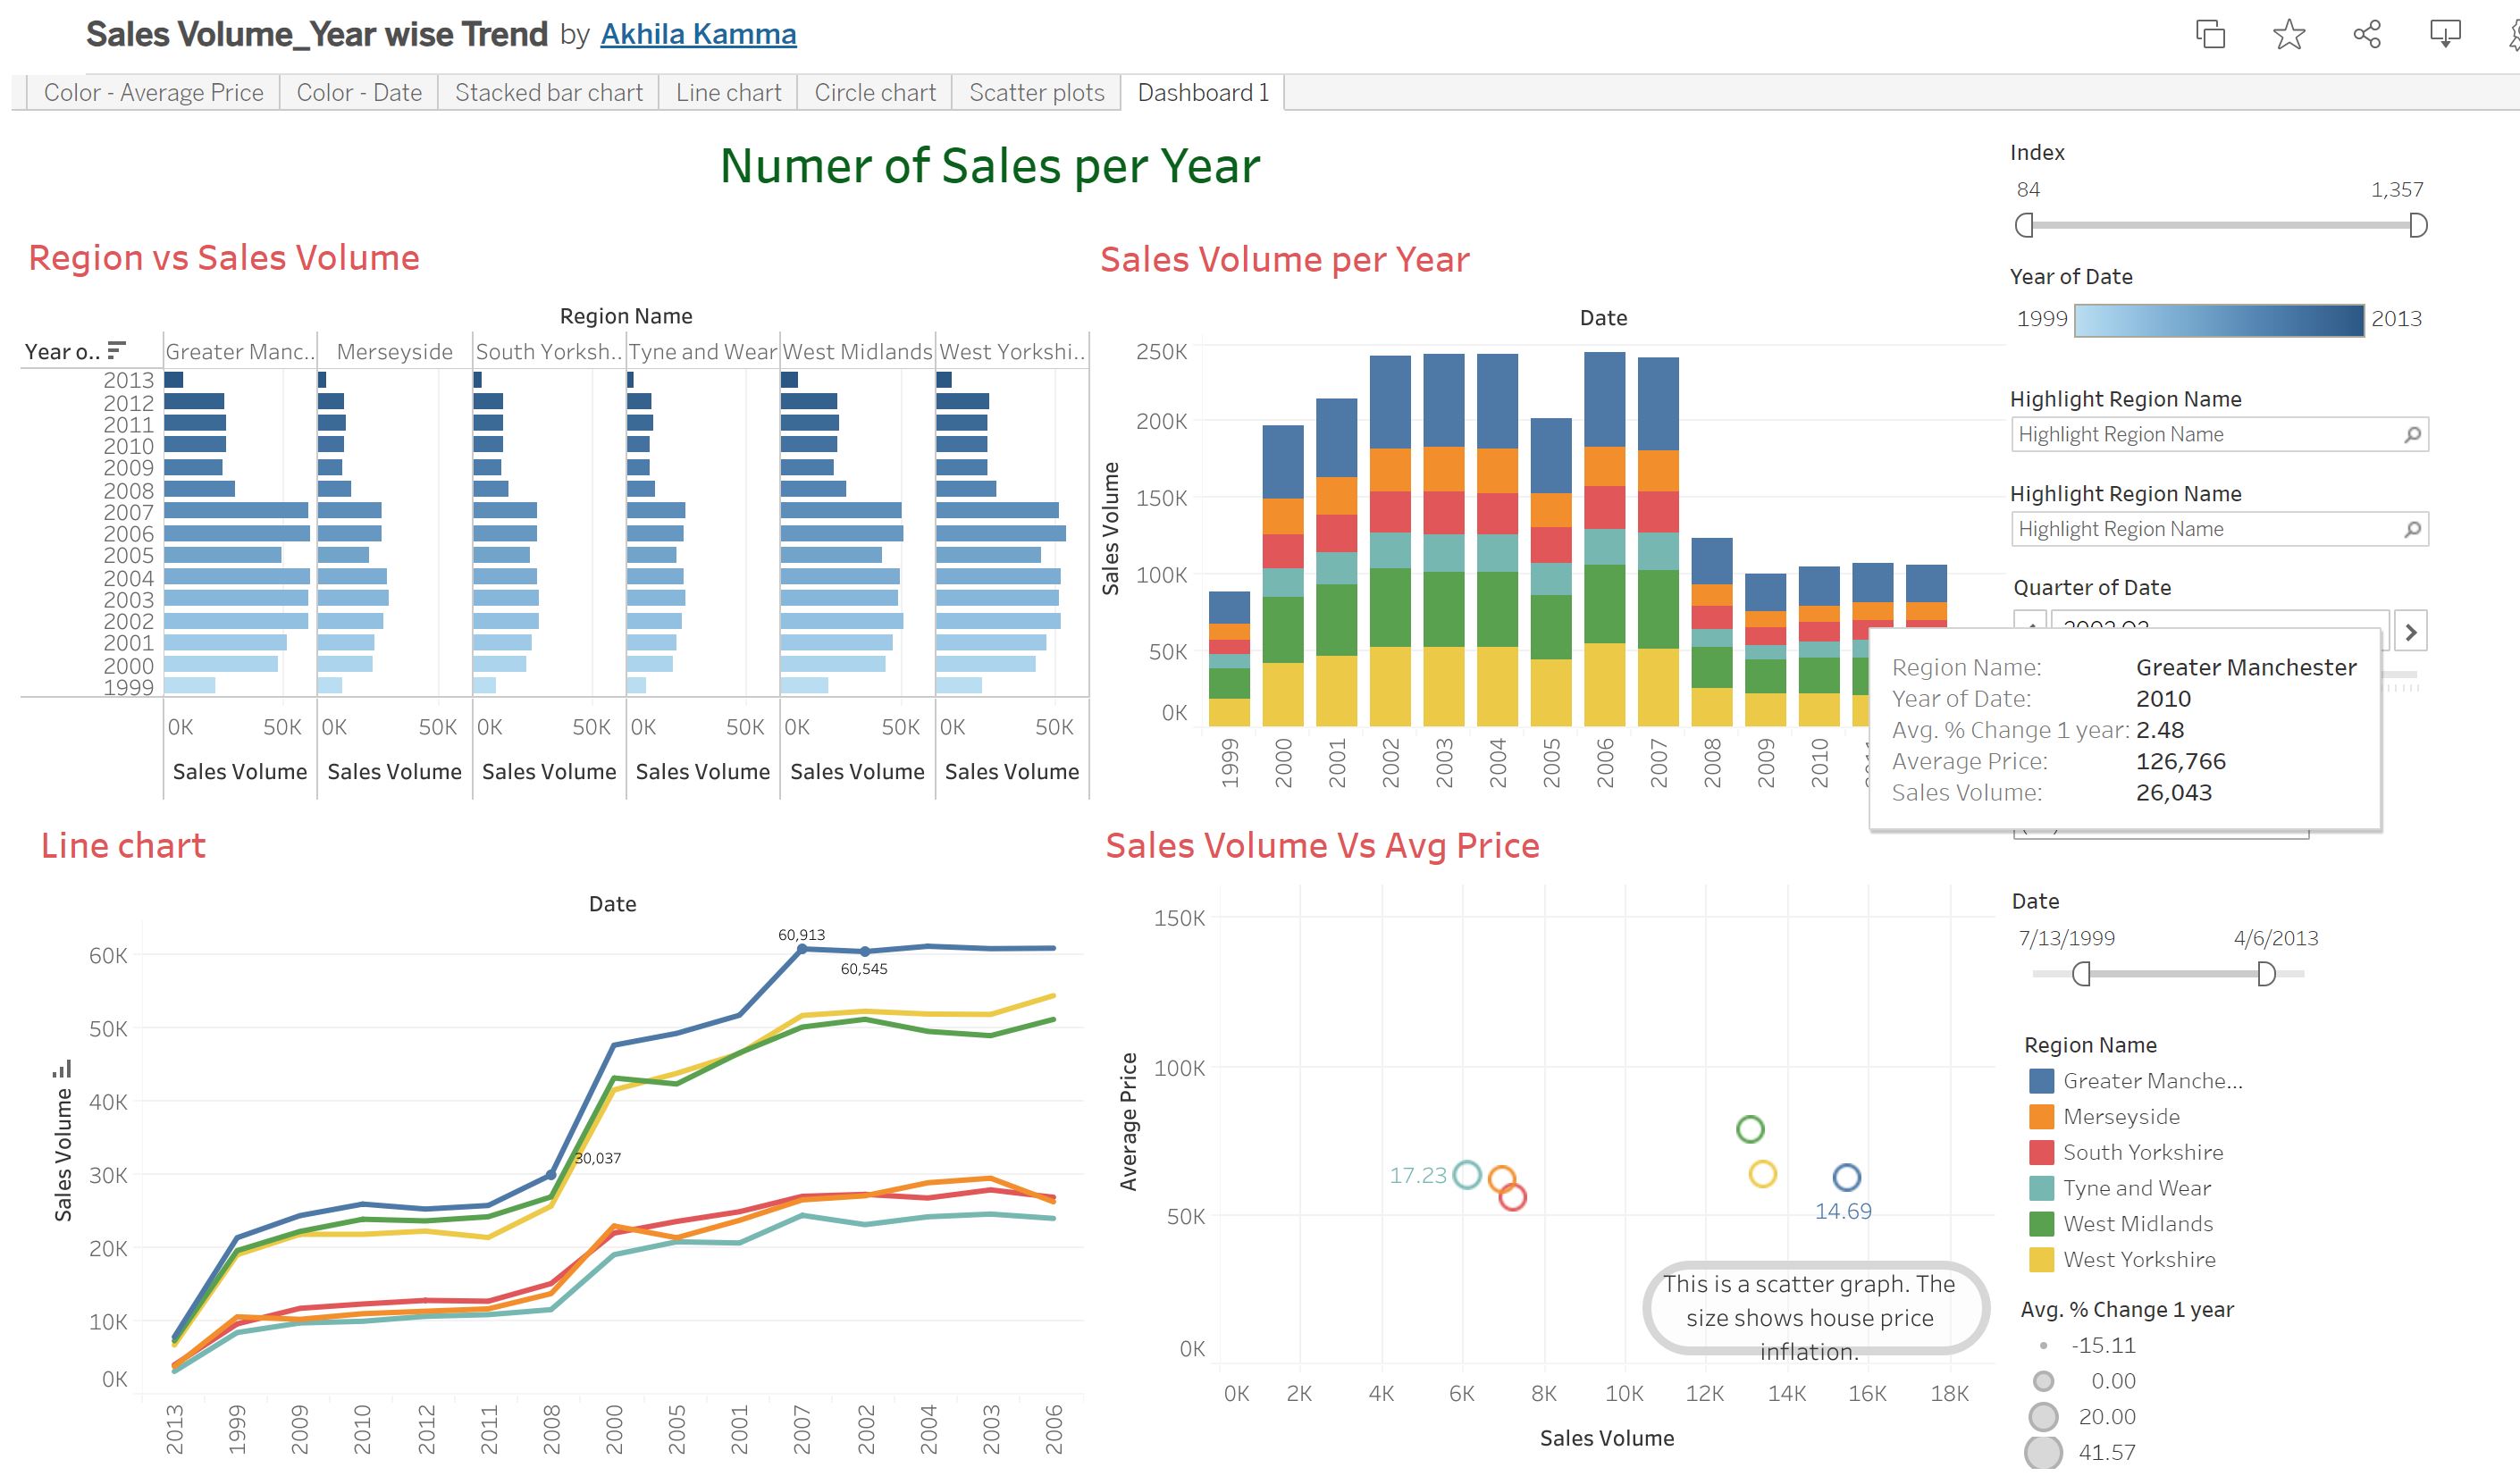 Sales Volume_Year wise Trend by Akhila Kamma
Color - Average Price Color - Date Stacked bar chart Line chart Circle chart Scatter plots Dashboard 1
Numer of Sales per Year
Region vs Sales Volume
Region Name
Year o..
Greater Manc.. Merseyside South Yorksh.. Tyne and Wear West Midlands West Yorkshi..
2013
2012
2011
2010
2009
2008
2007
2006
2005
2004
2003
2002
2001
2000
1999
0K 50K 0K 50K 0K 50K 0K 50K 0K 50K 0K 50K
Sales Volume Sales Volume Sales Volume Sales Volume Sales Volume Sales Volume
Sales Volume per Year
Date
Sales Volume
250K
200K
150K
100K
50K
0K
1999 2000 2001 2002 2003 2004 2005 2006 2007 2008 2009 2010
Index
84 1,357
Year of Date
1999 2013
Highlight Region Name
Highlight Region Name
Highlight Region Name
Highlight Region Name
Quarter of Date
Region Name: Greater Manchester
Year of Date: 2010
Avg. % Change 1 year: 2.48
Average Price: 126,766
Sales Volume: 26,043
Line chart
Date
Sales Volume
60K
50K
40K
30K
20K
10K
0K
60,913
60,545
30,037
2013 1999 2009 2010 2012 2011 2008 2000 2005 2001 2007 2002 2004 2003 2006
Sales Volume Vs Avg Price
Average Price
150K
100K
50K
0K
17.23
14.69
This is a scatter graph. The
size shows house price
inflation.
0K 2K 4K 6K 8K 10K 12K 14K 16K 18K
Sales Volume
Date
7/13/1999 4/6/2013
Region Name
Greater Manche...
Merseyside
South Yorkshire
Tyne and Wear
West Midlands
West Yorkshire
Avg. % Change 1 year
-15.11
0.00
20.00
41.57